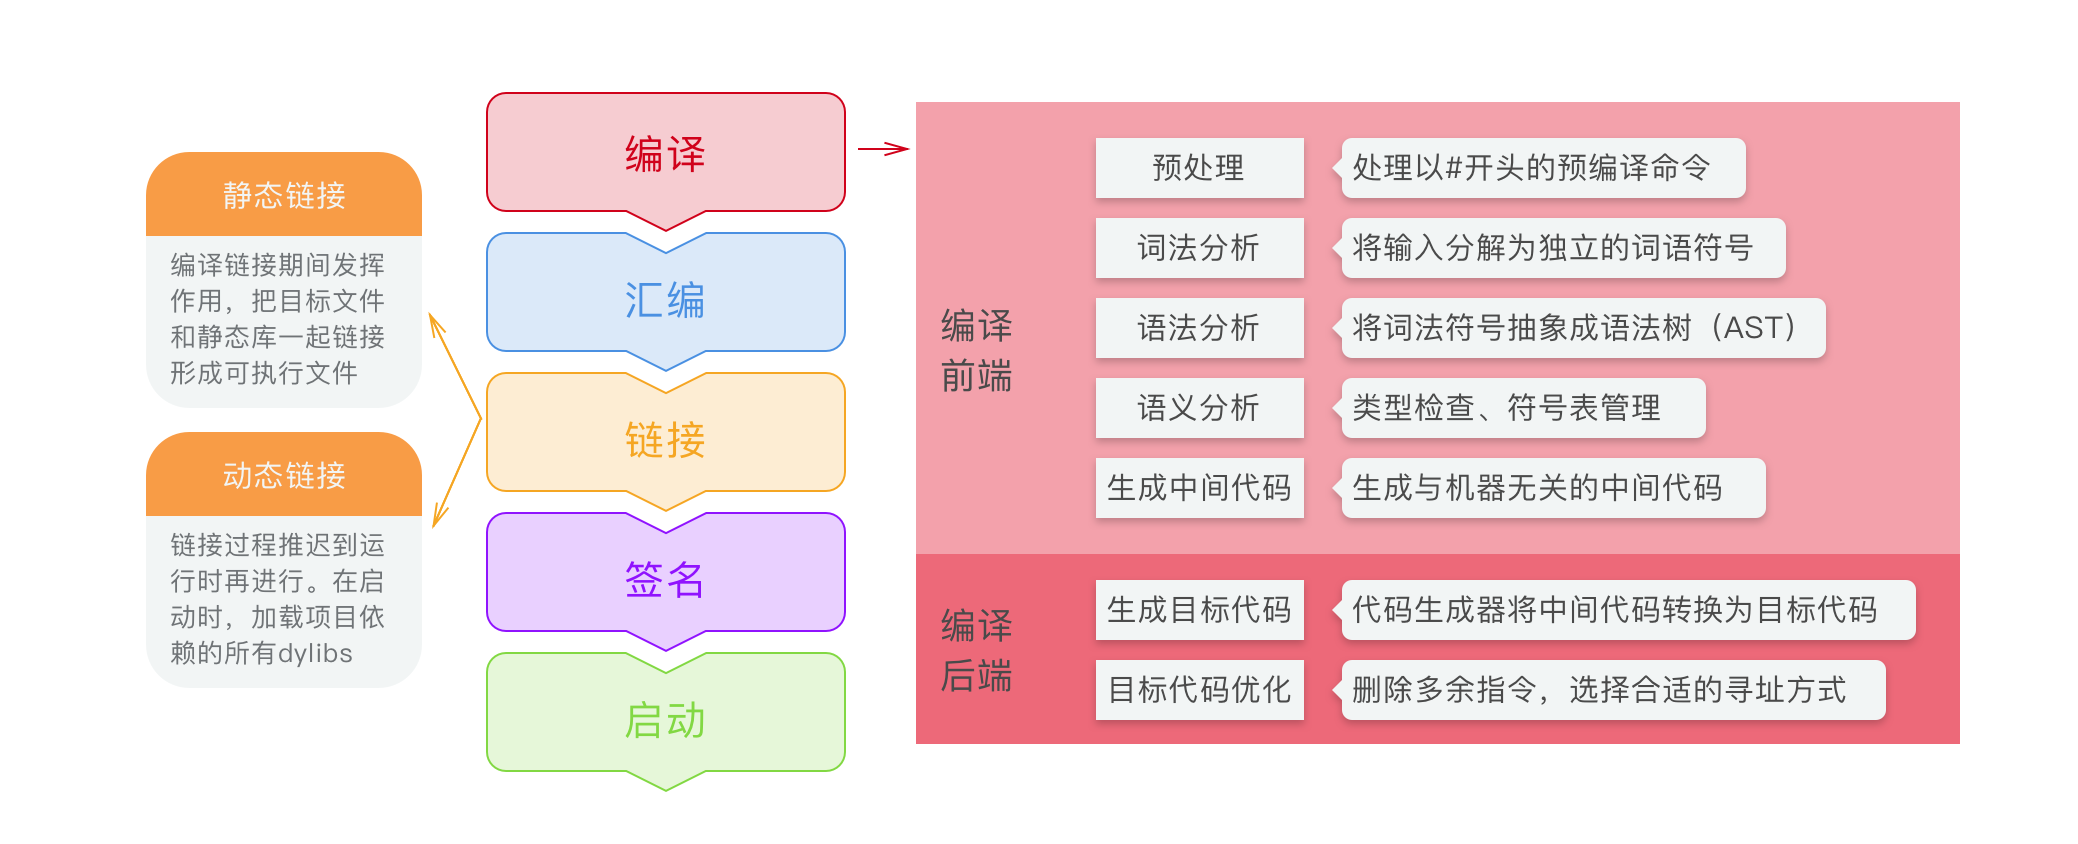 静态链接
编译链接期间发挥
作用，把目标文件
和静态库一起链接
形成可执行文件
动态链接
链接过程推迟到运
行时再进行。在启
动时，加载项目依
赖的所有dylibs
编译
汇编
链接
签名
启动
编译
前端
预处理
处理以#开头的预编译命令
词法分析
将输入分解为独立的词语符号
语法分析
将词法符号抽象成语法树（AST）
语义分析
类型检查、符号表管理
生成中间代码
生成与机器无关的中间代码
编译
后端
生成目标代码
代码生成器将中间代码转换为目标代码
目标代码优化
删除多余指令，选择合适的寻址方式